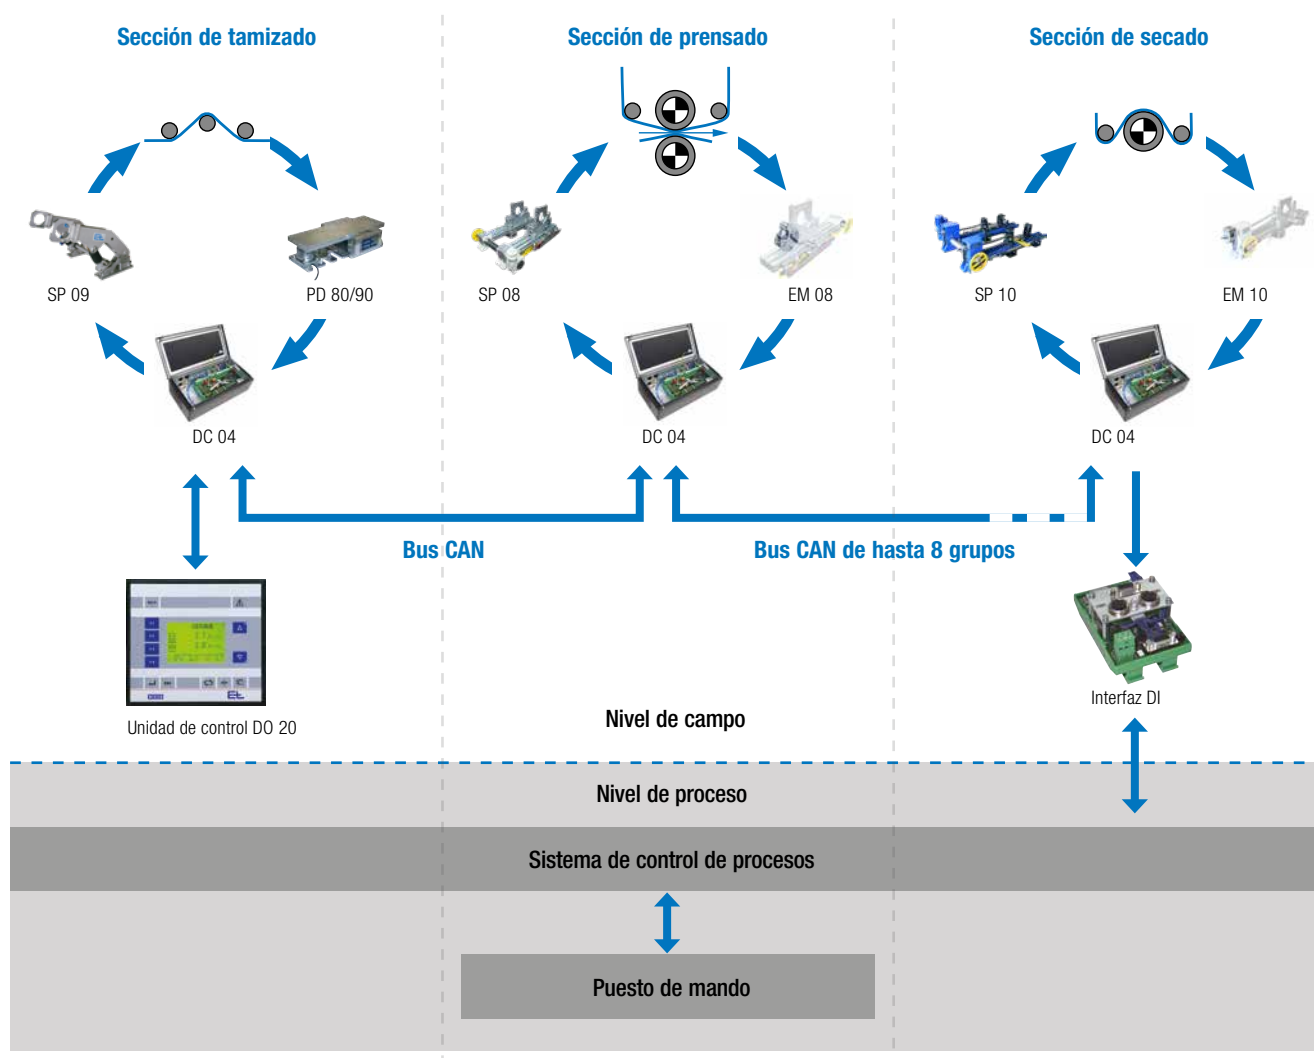 Sección de tamizado
Sección de prensado
Sección de secado
SP 09
PD 80/90
SP 08
EM 08
SP 10
EM 10
DC 04
DC 04
DC 04
Bus CAN
Bus CAN de hasta 8 grupos
Unidad de control DO 20
Interfaz DI
Nivel de campo
Nivel de proceso
Sistema de control de procesos
Puesto de mando